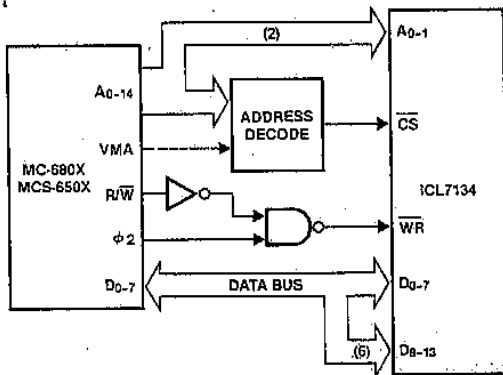 (2)
A0-1
A0-14
ADDRESS
DECODE
CS
VMA
MC-680X
MCS-650X
R/W
ICL7134
WR
ϕ2
D0-7
DATA BUS
D0-7
(6)
D8-13